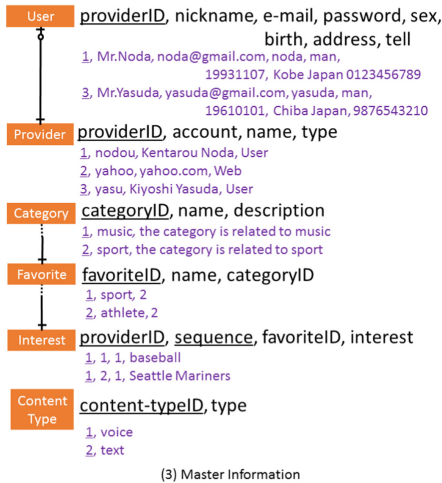 User
providerID, nickname, e-mail, password, sex,
birth, address, tell
1, Mr.Noda, noda@gmail.com, noda, man,
19931107, Kobe Japan 0123456789
3, Mr.Yasuda, yasuda@gmail.com, yasuda, man,
19610101, Chiba Japan, 9876543210
Provider
providerID, account, name, type
1, nodou, Kentarou Noda, User
2, yahoo, yahoo.com, Web
3, yasu, Kiyoshi Yasuda, User
Category
categoryID, name, description
1, music, the category is related to music
2, sport, the category is related to sport
Favorite
favoriteID, name, categoryID
1, sport, 2
2, athlete, 2
Interest
providerID, sequence, favoriteID, interest
1, 1, 1, baseball
1, 2, 1, Seattle Mariners
Content
Type
content-typeID, type
1, voice
2, text
(3) Master Information